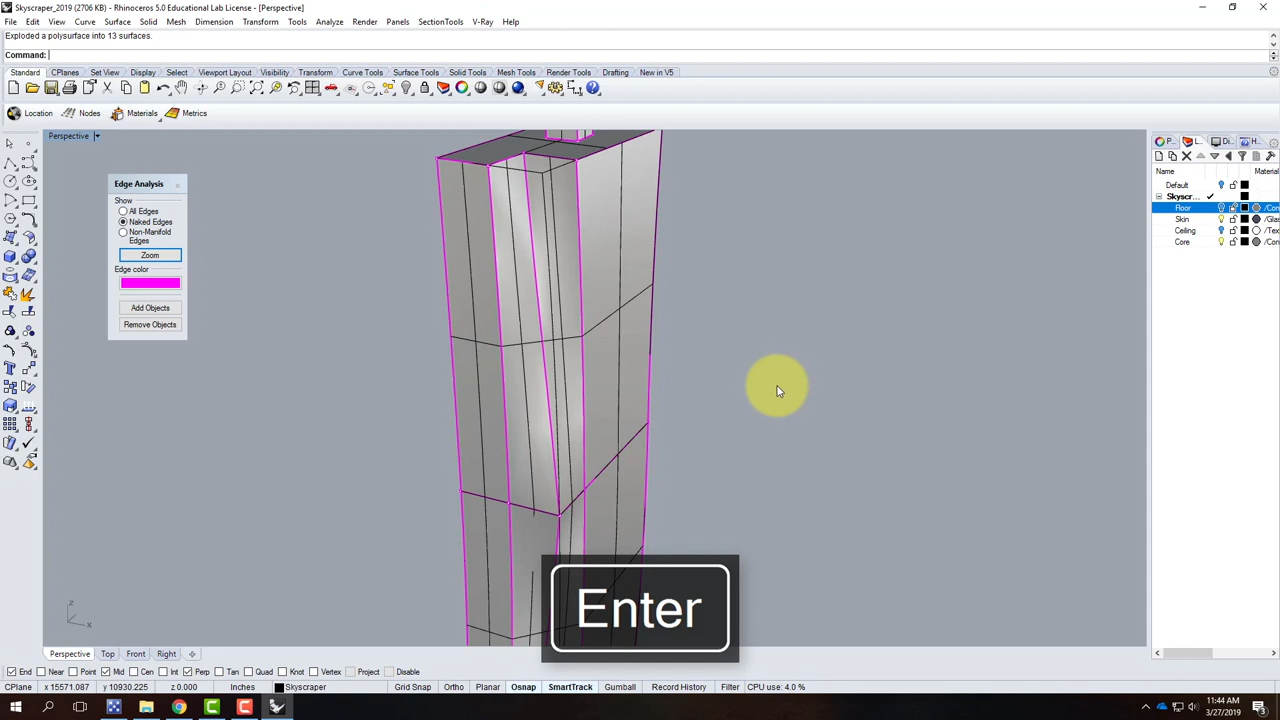 Skyscraper_2019 (2706 KB) - Rhinoceros 5.0 Educational Lab License - [Perspective]
File Edit View Curve Surface Solid Mesh Dimension Transform Tools Analyze Render Panels SectionTools V-Ray Help
Exploded a polysurface into 13 surfaces.
Command:
Standard CPlanes Set View Display Select Viewport Layout Visibility Transform Curve Tools Surface Tools Solid Tools Mesh Tools Render Tools Drafting New in V5
Location Nodes Materials Metrics
Perspective
P... L... Di... H...
Name Material
Default
Skyscr...
Floor /Con
Skin /Glas
Ceiling /Tex
Core /Con
Edge Analysis
Show
All Edges
Naked Edges
Non-Manifold
Edges
Zoom
Edge color
Add Objects
Remove Objects
Enter
z
x
Perspective Top Front Right
End Near Point Mid Cen Int Perp Tan Quad Knot Vertex Project Disable
CPlane x 15571.087 y 10930.225 z 0.000 Inches Skyscraper Grid Snap Ortho Planar Osnap SmartTrack Gumball Record History Filter CPU use: 4.0 %
11:44 AM
3/27/2019